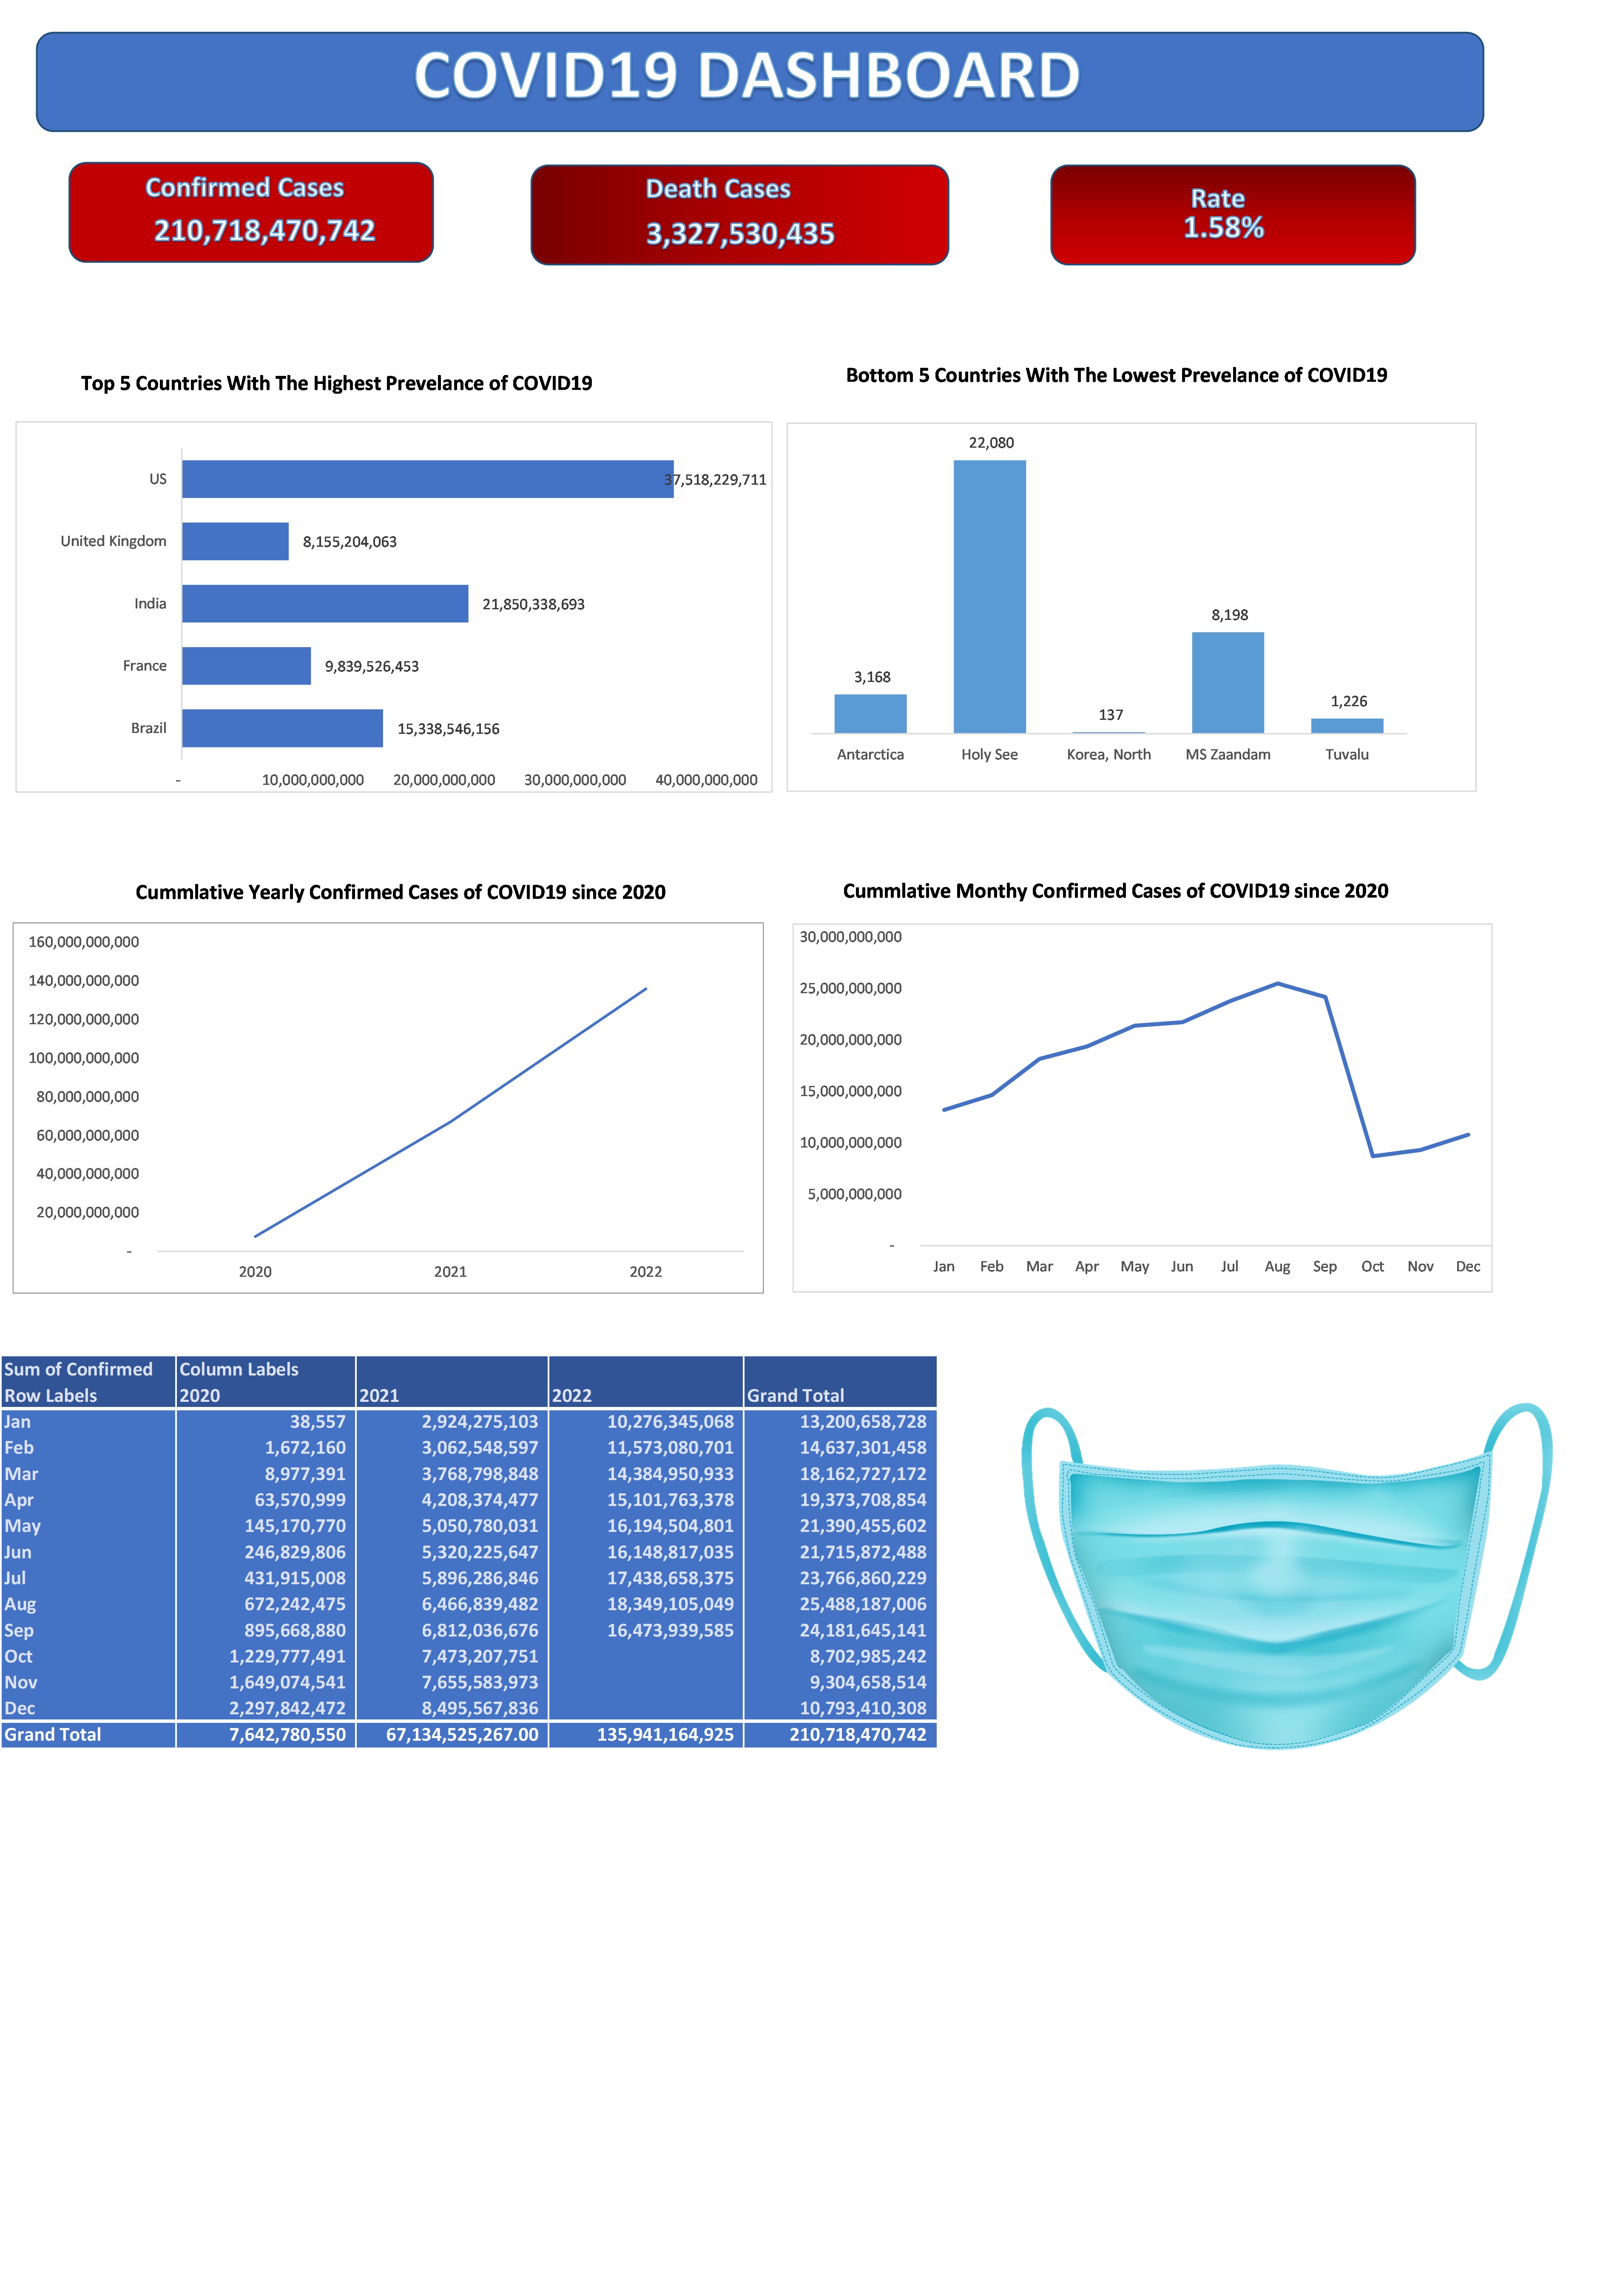 COVID19 DASHBOARD
Confirmed Cases
210,718,470,742
Death Cases
3,327,530,435
Rate
1.58%
Top 5 Countries With The Highest Prevelance of COVID19
US 37,518,229,711
United Kingdom 8,155,204,063
India 21,850,338,693
France 9,839,526,453
Brazil 15,338,546,156
- 10,000,000,000 20,000,000,000 30,000,000,000 40,000,000,000
Bottom 5 Countries With The Lowest Prevelance of COVID19
22,080
8,198
3,168
1,226
137
Antarctica Holy See Korea, North MS Zaandam Tuvalu
Cummlative Yearly Confirmed Cases of COVID19 since 2020
160,000,000,000
140,000,000,000
120,000,000,000
100,000,000,000
80,000,000,000
60,000,000,000
40,000,000,000
20,000,000,000
-
2020 2021 2022
Cummlative Monthy Confirmed Cases of COVID19 since 2020
30,000,000,000
25,000,000,000
20,000,000,000
15,000,000,000
10,000,000,000
5,000,000,000
-
Jan Feb Mar Apr May Jun Jul Aug Sep Oct Nov Dec
Sum of Confirmed Column Labels
Row Labels 2020 2021 2022 Grand Total
Jan 38,557 2,924,275,103 10,276,345,068 13,200,658,728
Feb 1,672,160 3,062,548,597 11,573,080,701 14,637,301,458
Mar 8,977,391 3,768,798,848 14,384,950,933 18,162,727,172
Apr 63,570,999 4,208,374,477 15,101,763,378 19,373,708,854
May 145,170,770 5,050,780,031 16,194,504,801 21,390,455,602
Jun 246,829,806 5,320,225,647 16,148,817,035 21,715,872,488
Jul 431,915,008 5,896,286,846 17,438,658,375 23,766,860,229
Aug 672,242,475 6,466,839,482 18,349,105,049 25,488,187,006
Sep 895,668,880 6,812,036,676 16,473,939,585 24,181,645,141
Oct 1,229,777,491 7,473,207,751 8,702,985,242
Nov 1,649,074,541 7,655,583,973 9,304,658,514
Dec 2,297,842,472 8,495,567,836 10,793,410,308
Grand Total 7,642,780,550 67,134,525,267.00 135,941,164,925 210,718,470,742